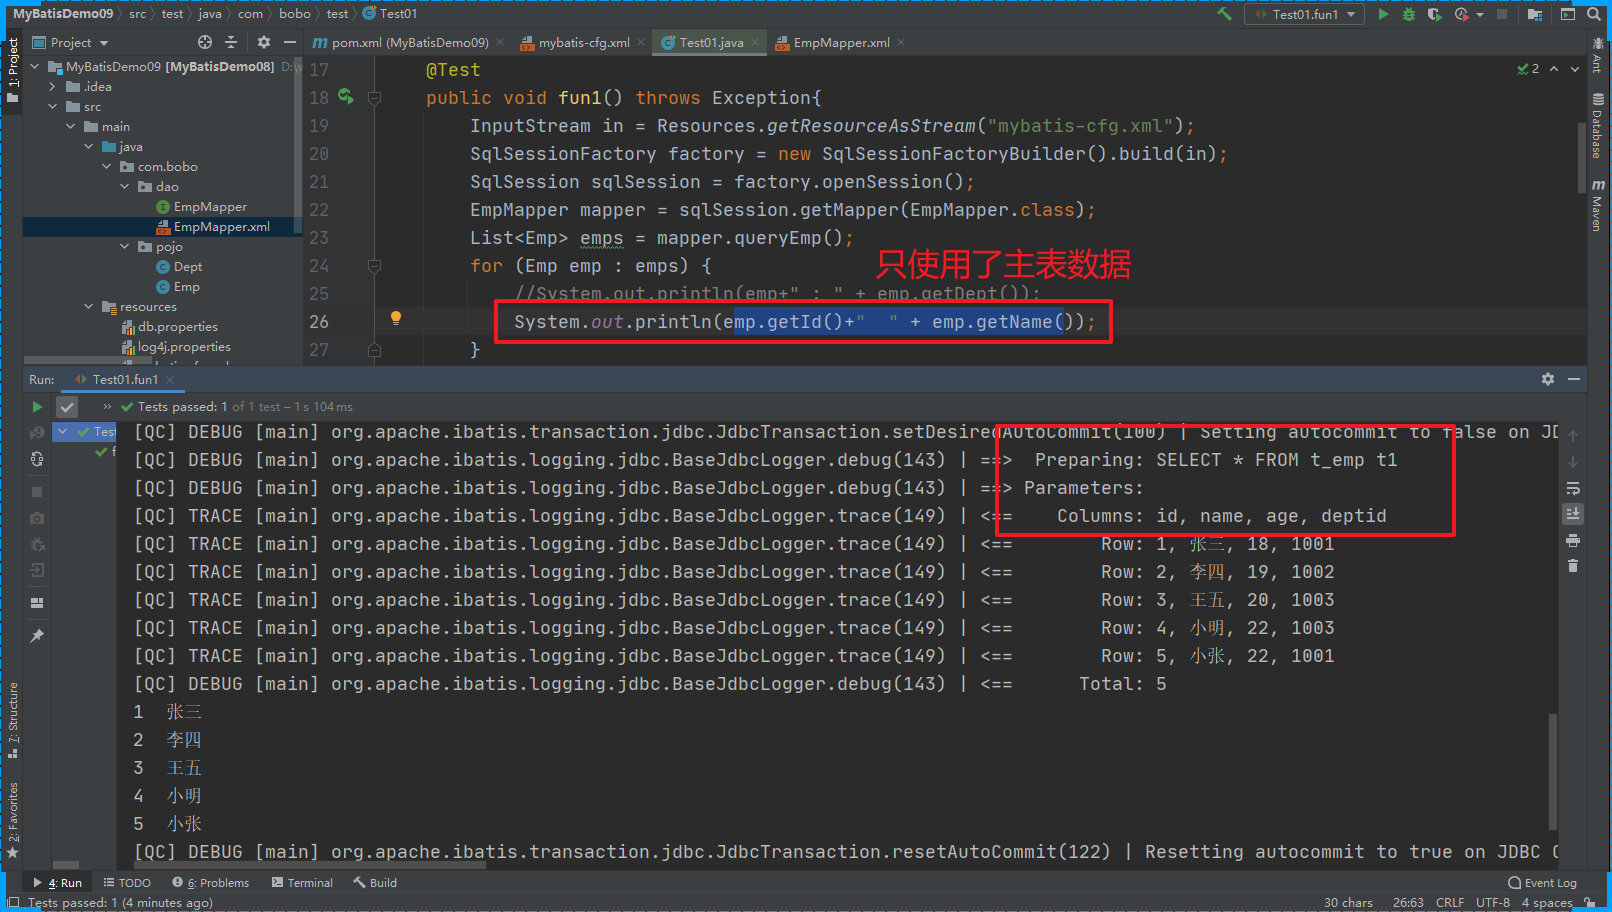 MyBatisDemo09 src test java com bobo test Test01
Test01.fun1
Project
pom.xml (MyBatisDemo09) mybatis-cfg.xml Test01.java EmpMapper.xml
MyBatisDemo09 [MyBatisDemo08] D:\
.idea
src
main
java
com.bobo
dao
EmpMapper
EmpMapper.xml
pojo
Dept
Emp
resources
db.properties
log4j.properties
1: Project
7: Structure
2: Favorites
Ant
Database
Maven
2
17 @Test
18 public void fun1() throws Exception{
19 InputStream in = Resources.getResourceAsStream("mybatis-cfg.xml");
20 SqlSessionFactory factory = new SqlSessionFactoryBuilder().build(in);
21 SqlSession sqlSession = factory.openSession();
22 EmpMapper mapper = sqlSession.getMapper(EmpMapper.class);
23 List<Emp> emps = mapper.queryEmp();
只使用了主表数据
24 for (Emp emp : emps) {
25 //System.out.println(emp+" : " + emp.getDept());
26 System.out.println(emp.getId()+"  " + emp.getName());
27 }
Run: Test01.fun1
Tests passed: 1 of 1 test – 1 s 104 ms
Test
f
[QC] DEBUG [main] org.apache.ibatis.transaction.jdbc.JdbcTransaction.setDesiredAutoCommit(100) | Setting autocommit to false on JD
[QC] DEBUG [main] org.apache.ibatis.logging.jdbc.BaseJdbcLogger.debug(143) | ==>  Preparing: SELECT * FROM t_emp t1
[QC] DEBUG [main] org.apache.ibatis.logging.jdbc.BaseJdbcLogger.debug(143) | ==> Parameters:
[QC] TRACE [main] org.apache.ibatis.logging.jdbc.BaseJdbcLogger.trace(149) | <==    Columns: id, name, age, deptid
[QC] TRACE [main] org.apache.ibatis.logging.jdbc.BaseJdbcLogger.trace(149) | <==        Row: 1, 张三, 18, 1001
[QC] TRACE [main] org.apache.ibatis.logging.jdbc.BaseJdbcLogger.trace(149) | <==        Row: 2, 李四, 19, 1002
[QC] TRACE [main] org.apache.ibatis.logging.jdbc.BaseJdbcLogger.trace(149) | <==        Row: 3, 王五, 20, 1003
[QC] TRACE [main] org.apache.ibatis.logging.jdbc.BaseJdbcLogger.trace(149) | <==        Row: 4, 小明, 22, 1003
[QC] TRACE [main] org.apache.ibatis.logging.jdbc.BaseJdbcLogger.trace(149) | <==        Row: 5, 小张, 22, 1001
[QC] DEBUG [main] org.apache.ibatis.logging.jdbc.BaseJdbcLogger.debug(143) | <==      Total: 5
1  张三
2  李四
3  王五
4  小明
5  小张
[QC] DEBUG [main] org.apache.ibatis.transaction.jdbc.JdbcTransaction.resetAutoCommit(122) | Resetting autocommit to true on JDBC
4: Run TODO 6: Problems Terminal Build Event Log
Tests passed: 1 (4 minutes ago) 30 chars 26:63 CRLF UTF-8 4 spaces